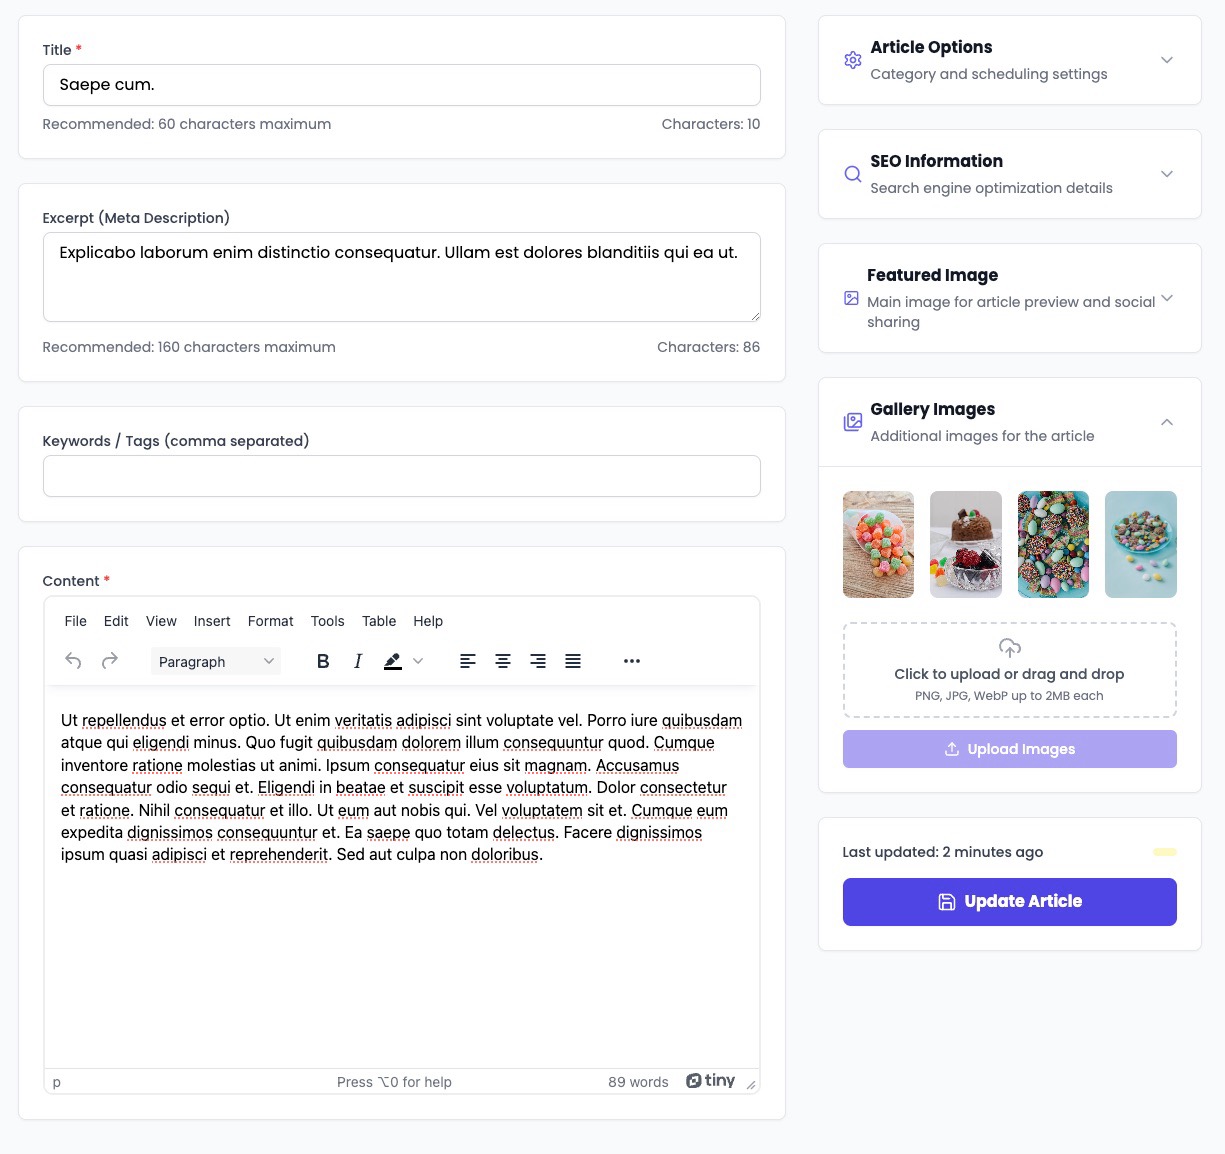 Title *
Saepe cum.
Recommended: 60 characters maximum
Characters: 10
Excerpt (Meta Description)
Explicabo laborum enim distinctio consequatur. Ullam est dolores blanditiis qui ea ut.
Recommended: 160 characters maximum
Characters: 86
Keywords / Tags (comma separated)
Content *
File Edit View Insert Format Tools Table Help
Paragraph
B I
Ut repellendus et error optio. Ut enim veritatis adipisci sint voluptate vel. Porro iure quibusdam
atque qui eligendi minus. Quo fugit quibusdam dolorem illum consequuntur quod. Cumque
inventore ratione molestias ut animi. Ipsum consequatur eius sit magnam. Accusamus
consequatur odio sequi et. Eligendi in beatae et suscipit esse voluptatum. Dolor consectetur
et ratione. Nihil consequatur et illo. Ut eum aut nobis qui. Vel voluptatem sit et. Cumque eum
expedita dignissimos consequuntur et. Ea saepe quo totam delectus. Facere dignissimos
ipsum quasi adipisci et reprehenderit. Sed aut culpa non doloribus.
p
Press ⌥0 for help
89 words
tiny
Article Options
Category and scheduling settings
SEO Information
Search engine optimization details
Featured Image
Main image for article preview and social
sharing
Gallery Images
Additional images for the article
Click to upload or drag and drop
PNG, JPG, WebP up to 2MB each
Upload Images
Last updated: 2 minutes ago
Update Article